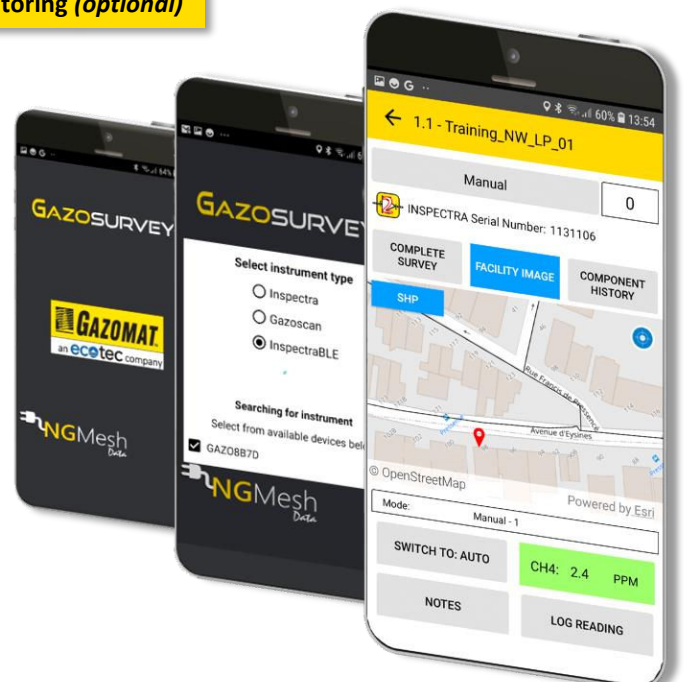 toring (optional)
GAZOSURVEY
GAZOMAT
an ecotec company
NGMesh
Data
GAZOSURVEY
Select instrument type
Inspectra
Gazoscan
InspectraBLE
Searching for instrument
Select from available devices bel
GAZO8B7D
NGMesh
Data
60% 13:54
1.1 - Training_NW_LP_01
Manual
0
INSPECTRA Serial Number: 1131106
COMPLETE
SURVEY
FACILITY IMAGE
COMPONENT
HISTORY
SHP
Rue Francis de Pressensé
Avenue d'Eysines
© OpenStreetMap
Powered by Esri
Mode:
Manual - 1
SWITCH TO: AUTO
CH4: 2.4 PPM
NOTES
LOG READING